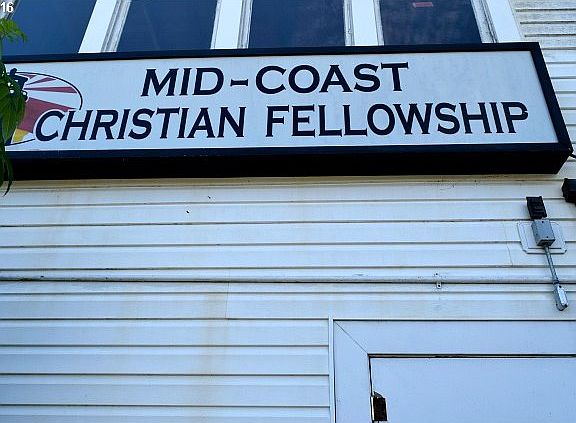 16
MID-COAST
CHRISTIAN FELLOWSHIP